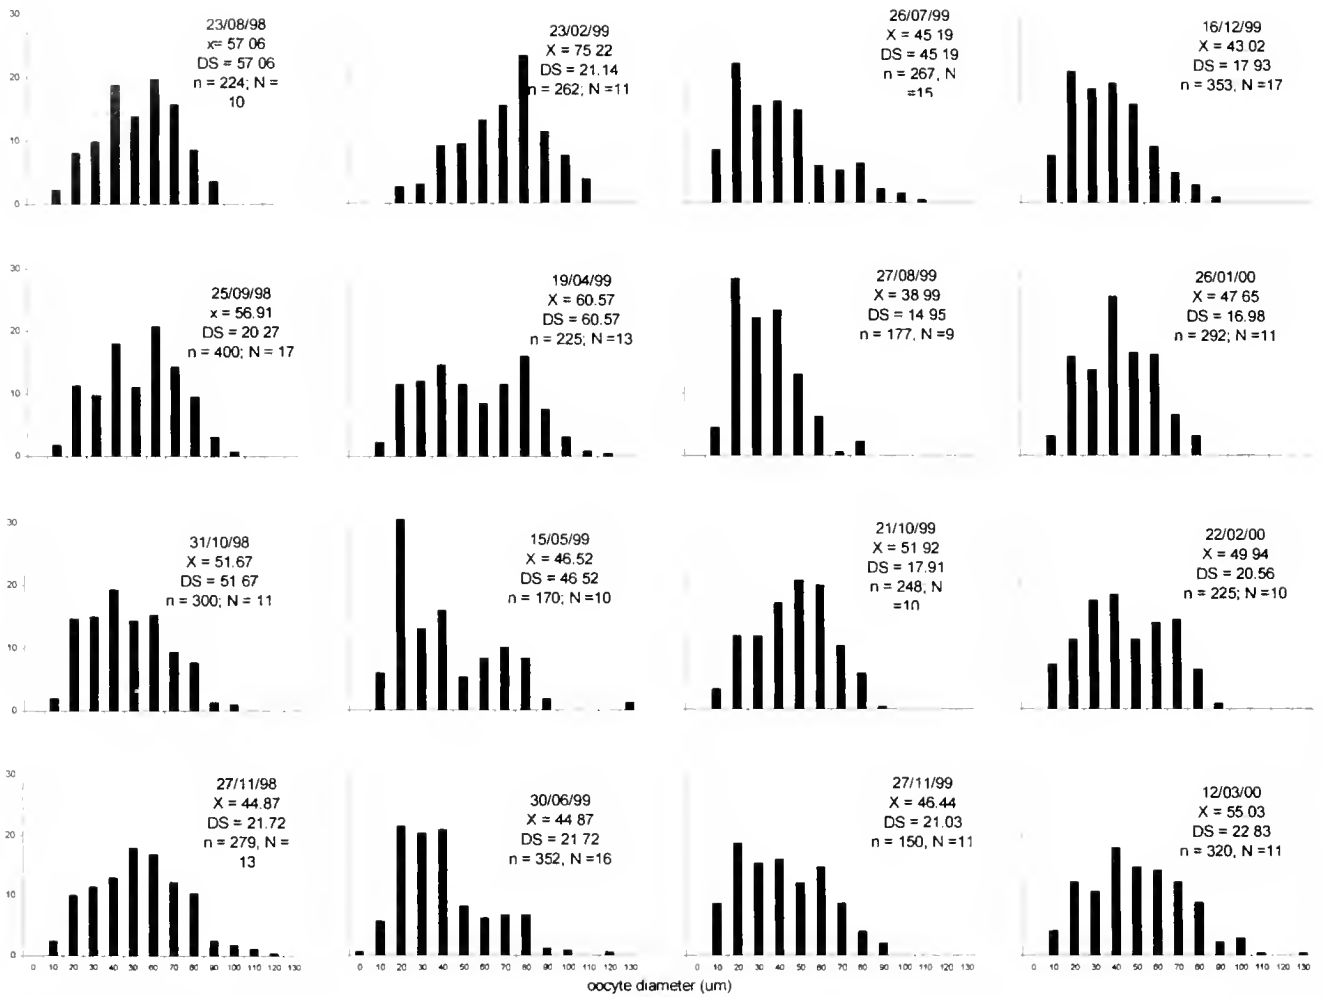 30
20
10
0
23/08/98
x= 57 06
DS = 57 06
n = 224; N =
10
23/02/99
X = 75 22
DS = 21.14
n = 262; N =11
26/07/99
X = 45 19
DS = 45 19
n = 267, N
=15
16/12/99
X = 43 02
DS = 17 93
n = 353, N =17
30
20
10
0
25/09/98
x = 56.91
DS = 20 27
n = 400; N = 17
19/04/99
X = 60.57
DS = 60.57
n = 225; N =13
27/08/99
X = 38 99
DS = 14 95
n = 177, N =9
26/01/00
X = 47 65
DS = 16.98
n = 292; N =11
30
20
10
0
31/10/98
X = 51.67
DS = 51 67
n = 300; N = 11
15/05/99
X = 46.52
DS = 46 52
n = 170; N =10
21/10/99
X = 51 92
DS = 17.91
n = 248, N
=10
22/02/00
X = 49 94
DS = 20.56
n = 225; N =10
30
20
10
0
27/11/98
X = 44.87
DS = 21.72
n = 279, N =
13
30/06/99
X = 44 87
DS = 21 72
n = 352, N =16
27/11/99
X = 46.44
DS = 21.03
n = 150, N =11
12/03/00
X = 55 03
DS = 22 83
n = 320, N =11
0 10 20 30 40 50 60 70 80 90 100 110 120 130
0 10 20 30 40 50 60 70 80 90 100 110 120 130
0 10 20 30 40 50 60 70 80 90 100 110 120 130
0 10 20 30 40 50 60 70 80 90 100 110 120 130
oocyte diameter (um)